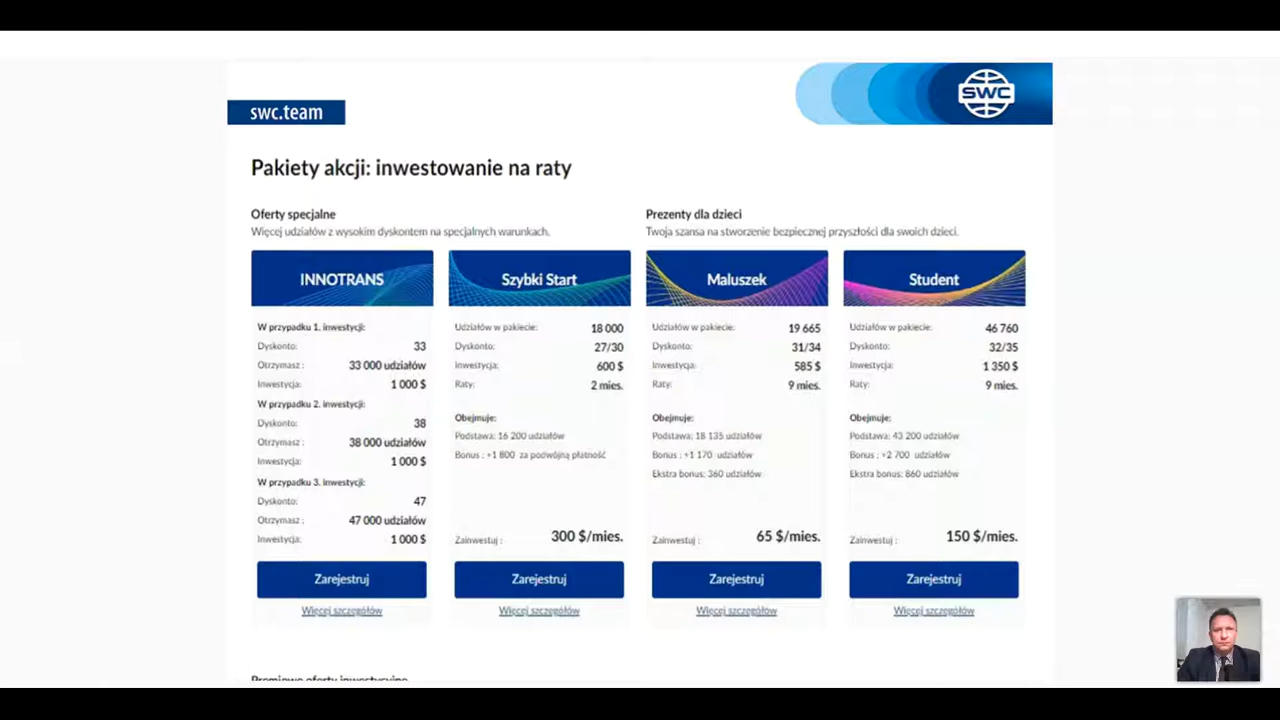 swc.team
SWC
Pakiety akcji: inwestowanie na raty
Oferty specjalne
Więcej udziałów z wysokim dyskontem na specjalnych warunkach.
Prezenty dla dzieci
Twoja szansa na stworzenie bezpiecznej przyszłości dla swoich dzieci.
INNOTRANS
W przypadku 1. inwestycji:
Dyskonto: 33
Otrzymasz : 33 000 udziałów
Inwestycja: 1 000 $
W przypadku 2. inwestycji:
Dyskonto: 38
Otrzymasz : 38 000 udziałów
Inwestycja: 1 000 $
W przypadku 3. inwestycji:
Dyskonto: 47
Otrzymasz : 47 000 udziałów
Inwestycja: 1 000 $
Zarejestruj
Więcej szczegółów
Szybki Start
Udziałów w pakiecie: 18 000
Dyskonto: 27/30
Inwestycja: 600 $
Raty: 2 mies.
Obejmuje:
Podstawa: 16 200 udziałów
Bonus : +1 800 za podwójną płatność
Zainwestuj : 300 $/mies.
Zarejestruj
Więcej szczegółów
Maluszek
Udziałów w pakiecie: 19 665
Dyskonto: 31/34
Inwestycja: 585 $
Raty: 9 mies.
Obejmuje:
Podstawa: 18 135 udziałów
Bonus : +1 170 udziałów
Ekstra bonus: 360 udziałów
Zainwestuj : 65 $/mies.
Zarejestruj
Więcej szczegółów
Student
Udziałów w pakiecie: 46 760
Dyskonto: 32/35
Inwestycja: 1 350 $
Raty: 9 mies.
Obejmuje:
Podstawa: 43 200 udziałów
Bonus : +2 700 udziałów
Ekstra bonus: 860 udziałów
Zainwestuj : 150 $/mies.
Zarejestruj
Więcej szczegółów
Premiowe oferty inwestycyjne